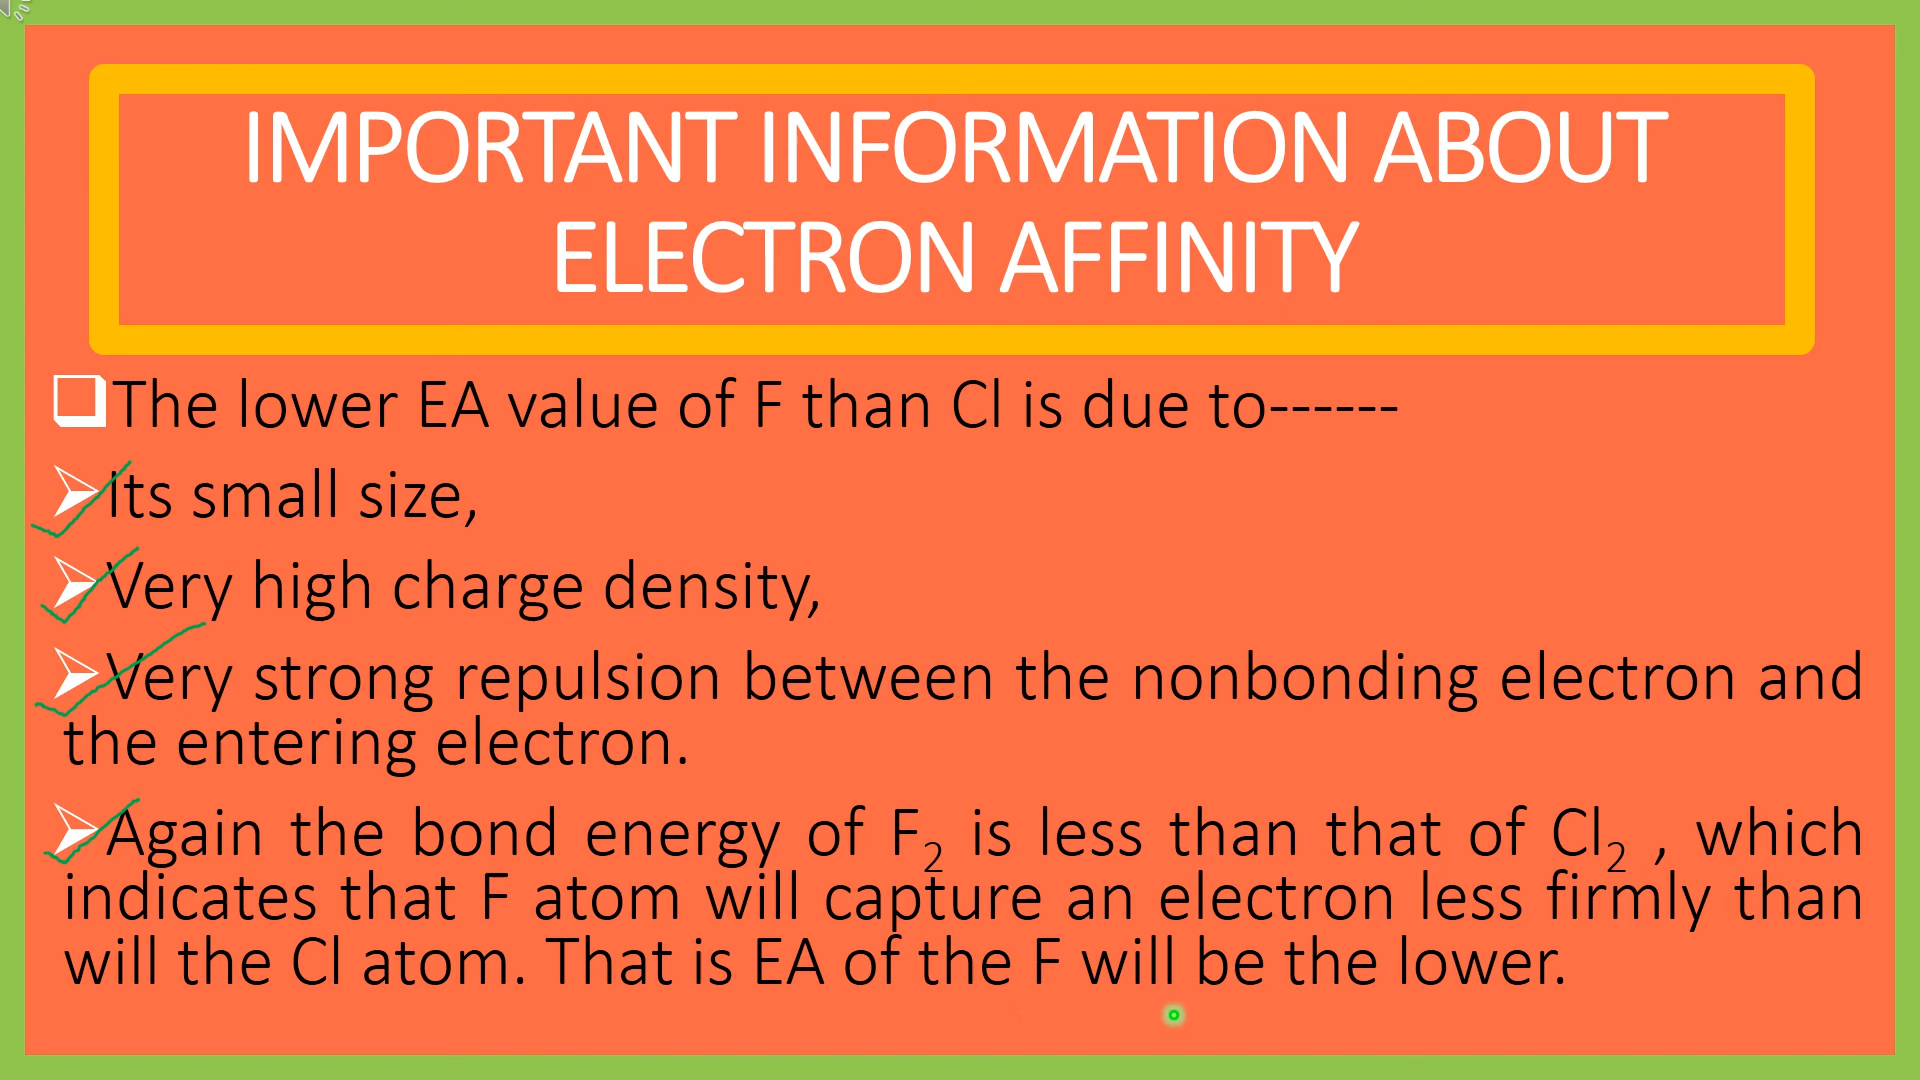 IMPORTANT INFORMATION ABOUT
ELECTRON AFFINITY
The lower EA value of F than Cl is due to------
Its small size,
Very high charge density,
Very strong repulsion between the nonbonding electron and
the entering electron.
Again the bond energy of F₂ is less than that of Cl₂ , which
indicates that F atom will capture an electron less firmly than
will the Cl atom. That is EA of the F will be the lower.